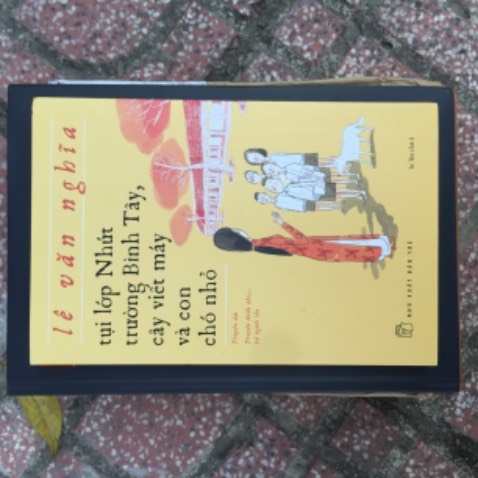 lê văn nghĩa
tụi lớp Nhứt
trường Bình Tây,
cây viết máy
và con
chó nhỏ
Truyện dài
NHÀ XUẤT BẢN TRẺ